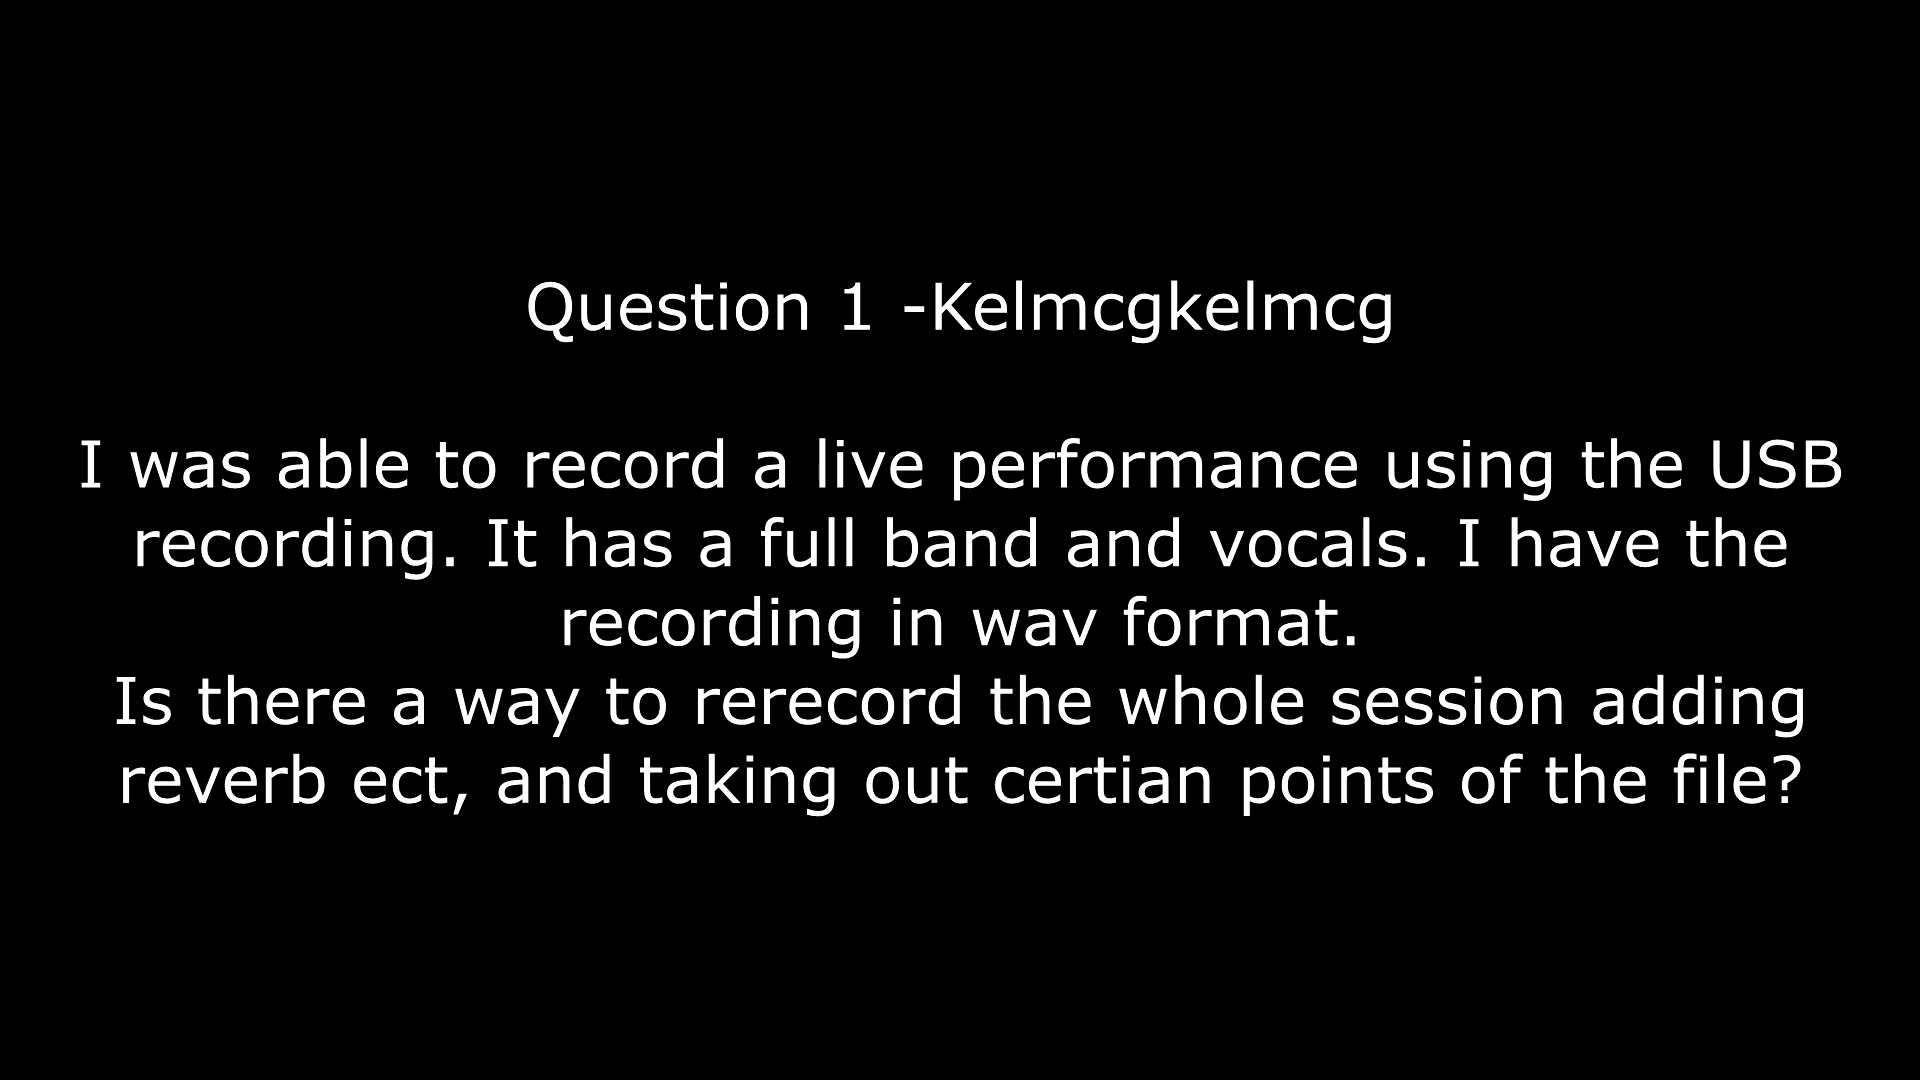 Question 1 -Kelmcgkelmcg
I was able to record a live performance using the USB
recording. It has a full band and vocals. I have the
recording in wav format.
Is there a way to rerecord the whole session adding
reverb ect, and taking out certian points of the file?